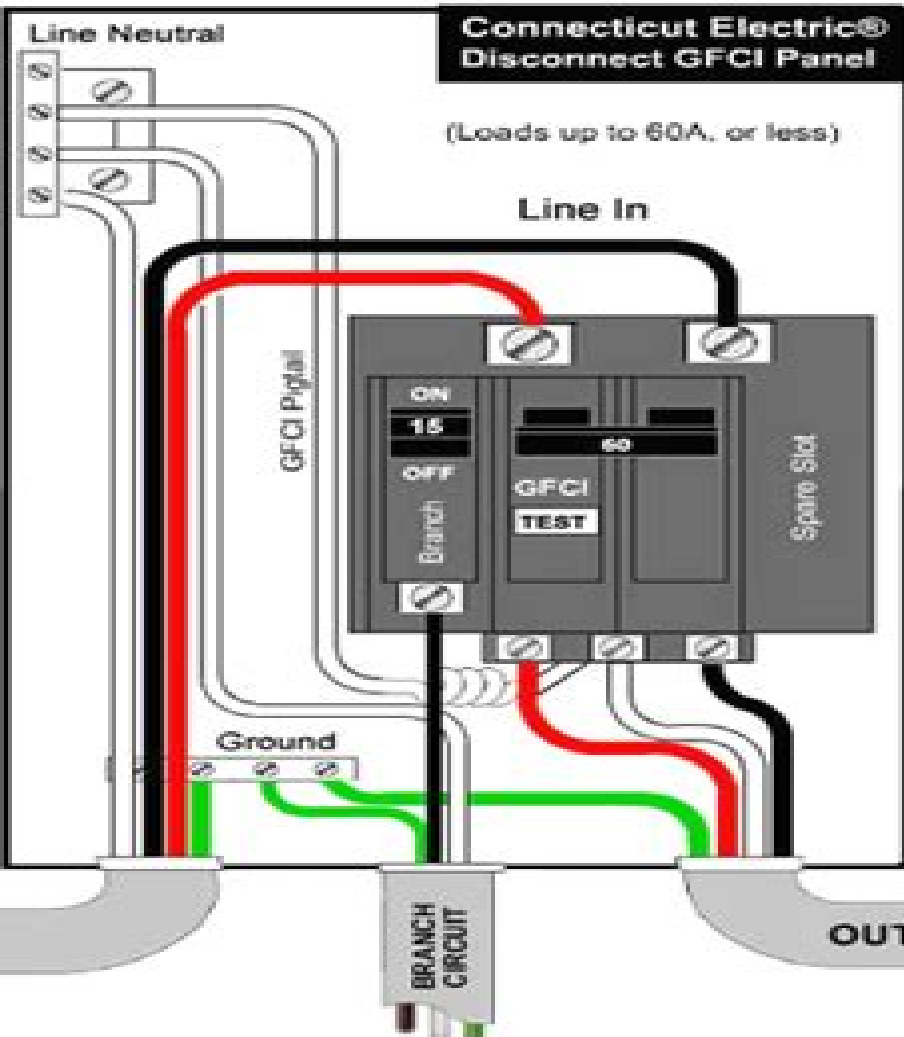 Line Neutral
Connecticut Electric®
Disconnect GFCI Panel
(Loads up to 60A, or less)
Line In
GFCI Pigtail
ON
15
OFF
Branch
60
GFCI
TEST
Spare Slot
Ground
BRANCH
CIRCUIT
OUT